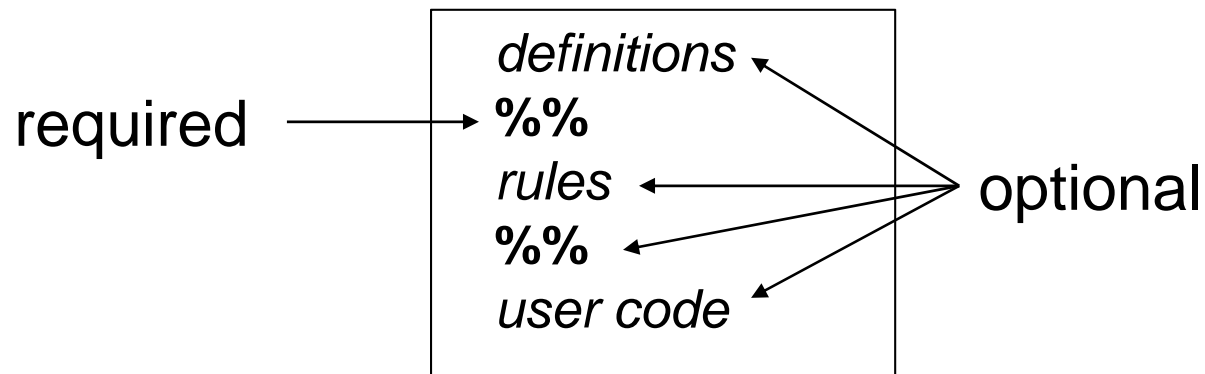 definitions
required
%%
rules
optional
%%
user code